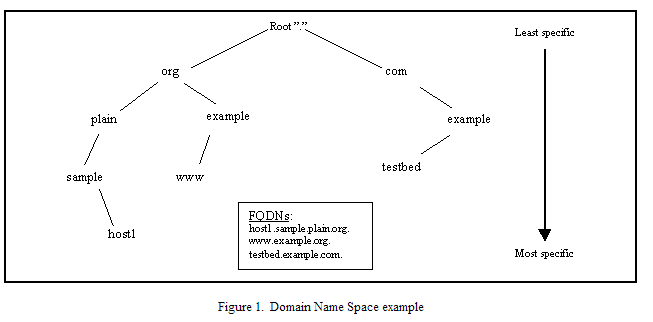 Root "."
Least specific
org
com
plain
example
example
sample
www
testbed
host1
FQDNs:
host1.sample.plain.org.
www.example.org.
testbed.example.com.
Most specific
Figure 1. Domain Name Space example